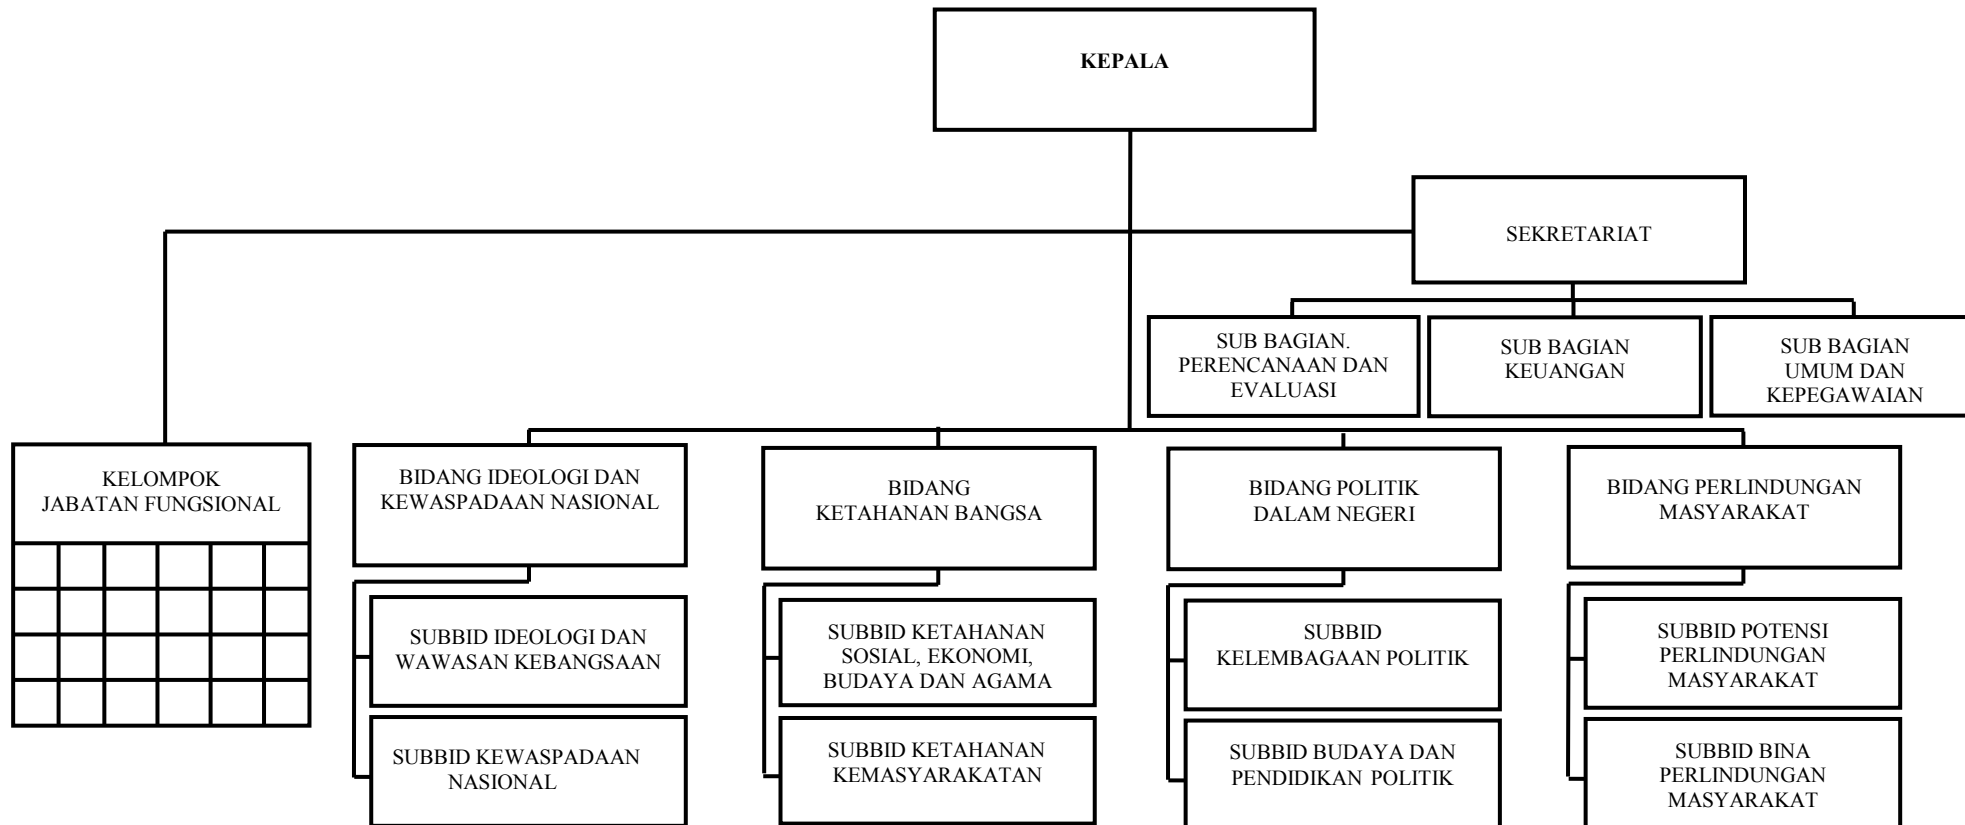 KEPALA
SEKRETARIAT
SUB BAGIAN.
PERENCANAAN DAN
EVALUASI
SUB BAGIAN
KEUANGAN
SUB BAGIAN
UMUM DAN
KEPEGAWAIAN
KELOMPOK
JABATAN FUNGSIONAL
BIDANG IDEOLOGI DAN
KEWASPADAAN NASIONAL
BIDANG
KETAHANAN BANGSA
BIDANG POLITIK
DALAM NEGERI
BIDANG PERLINDUNGAN
MASYARAKAT
SUBBID IDEOLOGI DAN
WAWASAN KEBANGSAAN
SUBBID KETAHANAN
SOSIAL, EKONOMI,
BUDAYA DAN AGAMA
SUBBID
KELEMBAGAAN POLITIK
SUBBID POTENSI
PERLINDUNGAN
MASYARAKAT
SUBBID KEWASPADAAN
NASIONAL
SUBBID KETAHANAN
KEMASYARAKATAN
SUBBID BUDAYA DAN
PENDIDIKAN POLITIK
SUBBID BINA
PERLINDUNGAN
MASYARAKAT